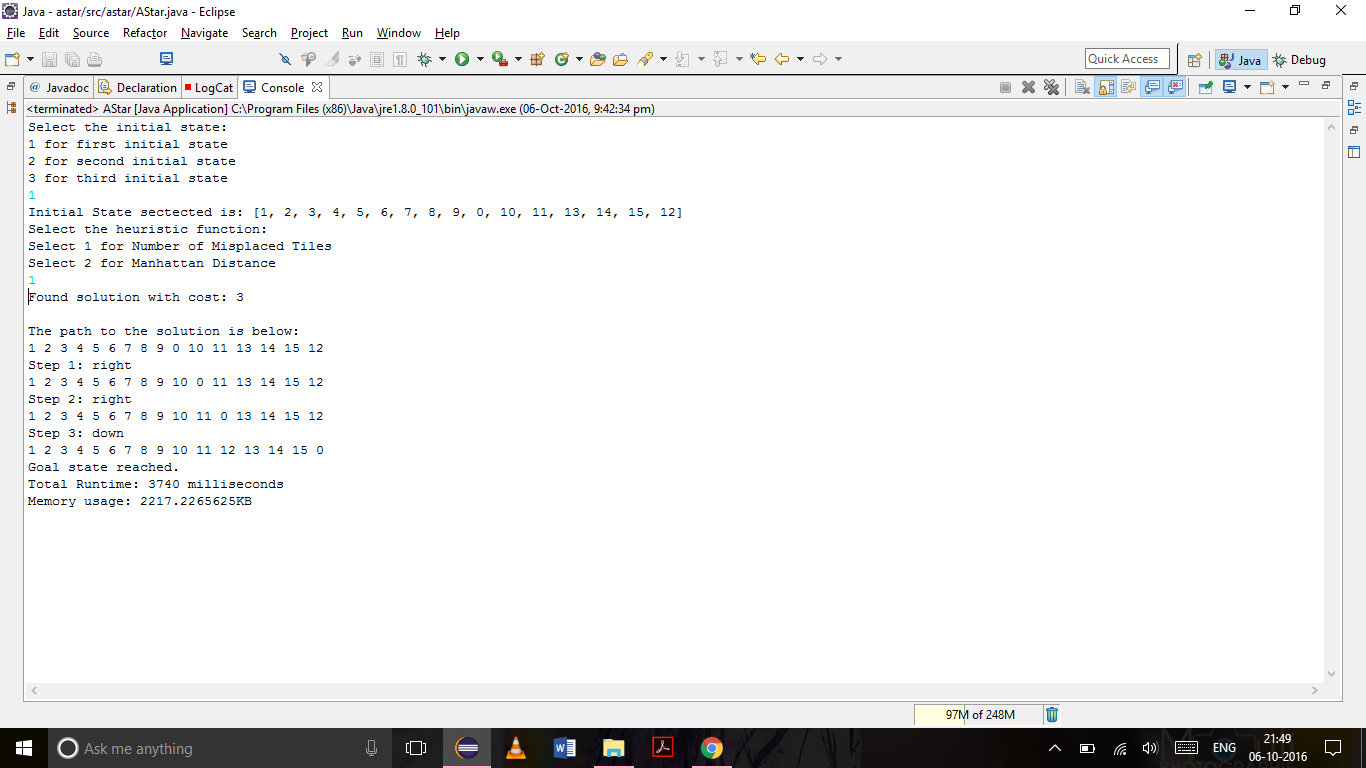 Java - astar/src/astar/AStar.java - Eclipse
File Edit Source Refactor Navigate Search Project Run Window Help
Quick Access Java Debug
@ Javadoc Declaration LogCat Console
<terminated> AStar [Java Application] C:\Program Files (x86)\Java\jre1.8.0_101\bin\javaw.exe (06-Oct-2016, 9:42:34 pm)
Select the initial state:
1 for first initial state
2 for second initial state
3 for third initial state
1
Initial State sectected is: [1, 2, 3, 4, 5, 6, 7, 8, 9, 0, 10, 11, 13, 14, 15, 12]
Select the heuristic function:
Select 1 for Number of Misplaced Tiles
Select 2 for Manhattan Distance
1
Found solution with cost: 3
The path to the solution is below:
1 2 3 4 5 6 7 8 9 0 10 11 13 14 15 12
Step 1: right
1 2 3 4 5 6 7 8 9 10 0 11 13 14 15 12
Step 2: right
1 2 3 4 5 6 7 8 9 10 11 0 13 14 15 12
Step 3: down
1 2 3 4 5 6 7 8 9 10 11 12 13 14 15 0
Goal state reached.
Total Runtime: 3740 milliseconds
Memory usage: 2217.2265625KB
97M of 248M
Ask me anything
ENG
21:49
06-10-2016